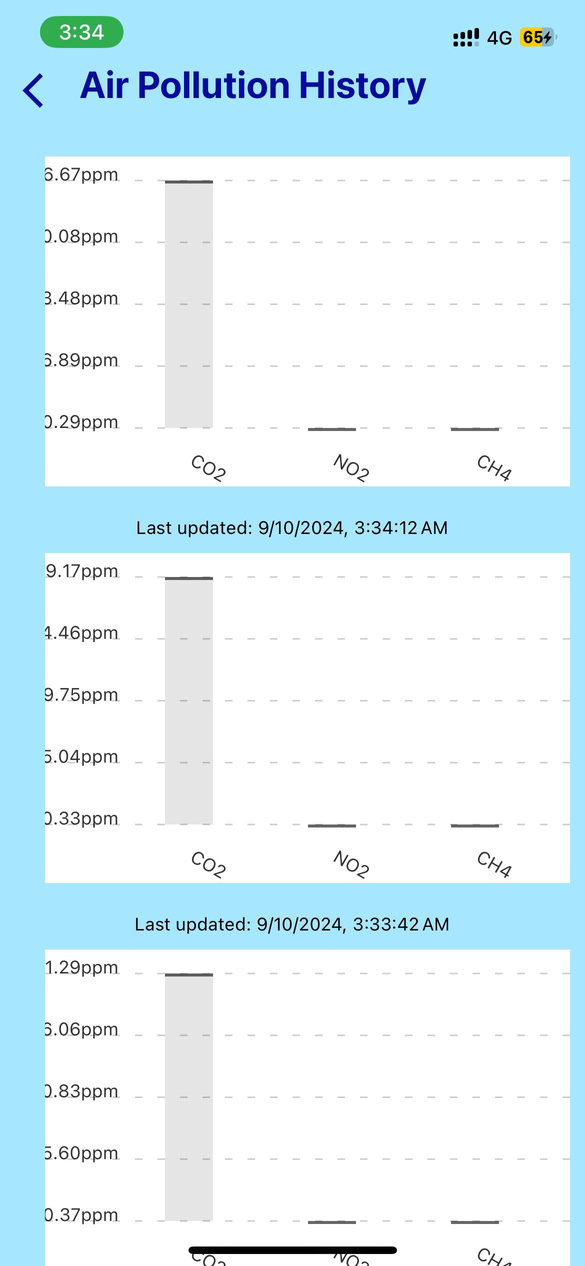 3:34
4G 65
Air Pollution History
6.67ppm
0.08ppm
3.48ppm
6.89ppm
0.29ppm
CO2 NO2 CH4
Last updated: 9/10/2024, 3:34:12 AM
9.17ppm
4.46ppm
9.75ppm
5.04ppm
0.33ppm
CO2 NO2 CH4
Last updated: 9/10/2024, 3:33:42 AM
1.29ppm
6.06ppm
0.83ppm
5.60ppm
0.37ppm
CO2 NO2 CH4